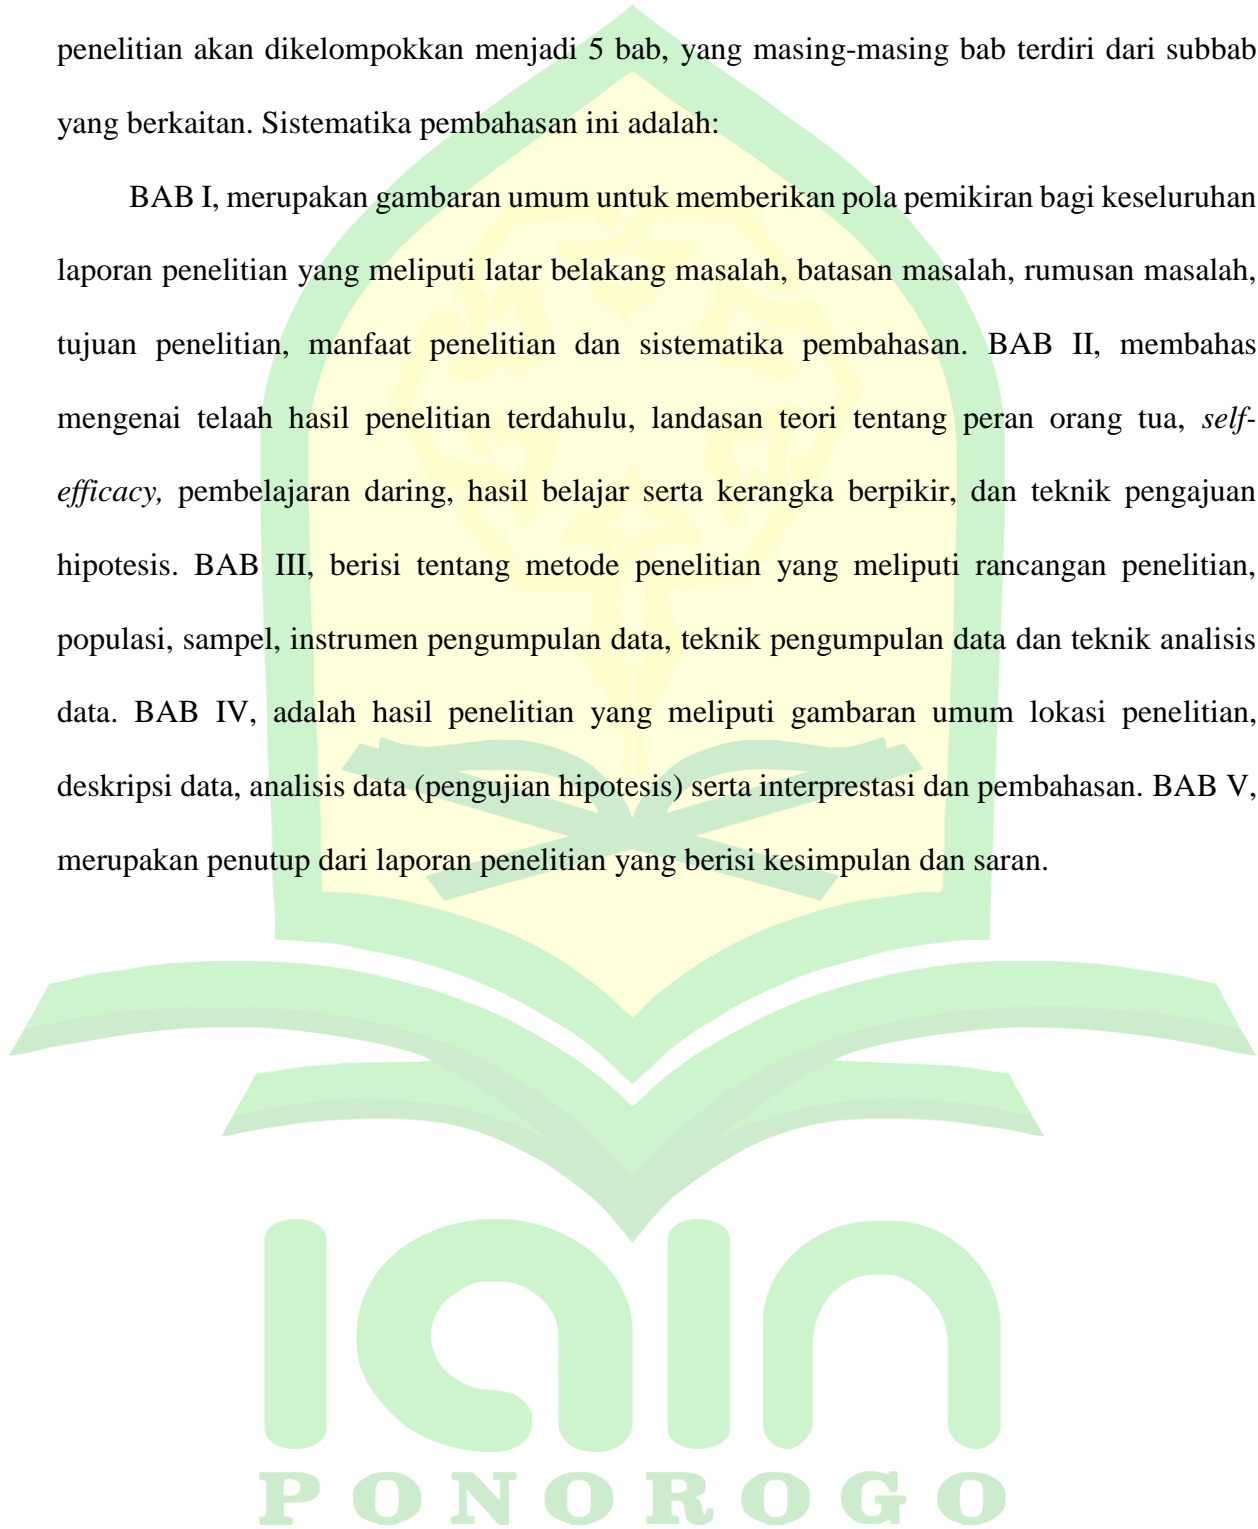 penelitian akan dikelompokkan menjadi 5 bab, yang masing-masing bab terdiri dari subbab
yang berkaitan. Sistematika pembahasan ini adalah:
BAB I, merupakan gambaran umum untuk memberikan pola pemikiran bagi keseluruhan
laporan penelitian yang meliputi latar belakang masalah, batasan masalah, rumusan masalah,
tujuan penelitian, manfaat penelitian dan sistematika pembahasan. BAB II, membahas
mengenai telaah hasil penelitian terdahulu, landasan teori tentang peran orang tua, self-
efficacy, pembelajaran daring, hasil belajar serta kerangka berpikir, dan teknik pengajuan
hipotesis. BAB III, berisi tentang metode penelitian yang meliputi rancangan penelitian,
populasi, sampel, instrumen pengumpulan data, teknik pengumpulan data dan teknik analisis
data. BAB IV, adalah hasil penelitian yang meliputi gambaran umum lokasi penelitian,
deskripsi data, analisis data (pengujian hipotesis) serta interprestasi dan pembahasan. BAB V,
merupakan penutup dari laporan penelitian yang berisi kesimpulan dan saran.
iain
PONOROGO